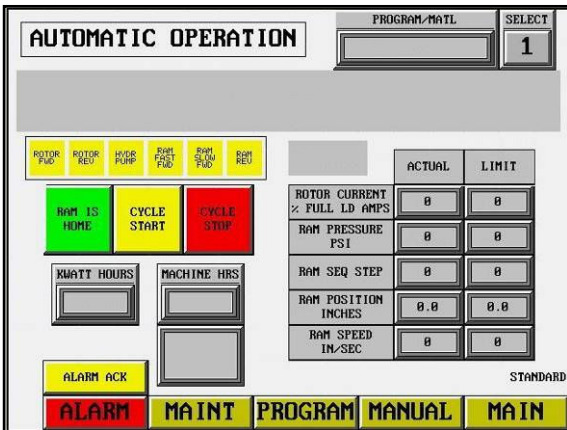 AUTOMATIC OPERATION
PROGRAM/MATL
SELECT
1
ROTOR FWD
ROTOR REV
HYDR PUMP
RAM FAST FWD
RAM SLOW FWD
RAM REV
ACTUAL
LIMIT
RAM IS HOME
CYCLE START
CYCLE STOP
ROTOR CURRENT
% FULL LD AMPS
0
0
RAM PRESSURE
PSI
0
0
RAM SEQ STEP
0
0
RAM POSITION
INCHES
0.0
0.0
RAM SPEED
IN/SEC
0
0
KWATT HOURS
MACHINE HRS
ALARM ACK
STANDARD
ALARM
MAINT
PROGRAM
MANUAL
MAIN